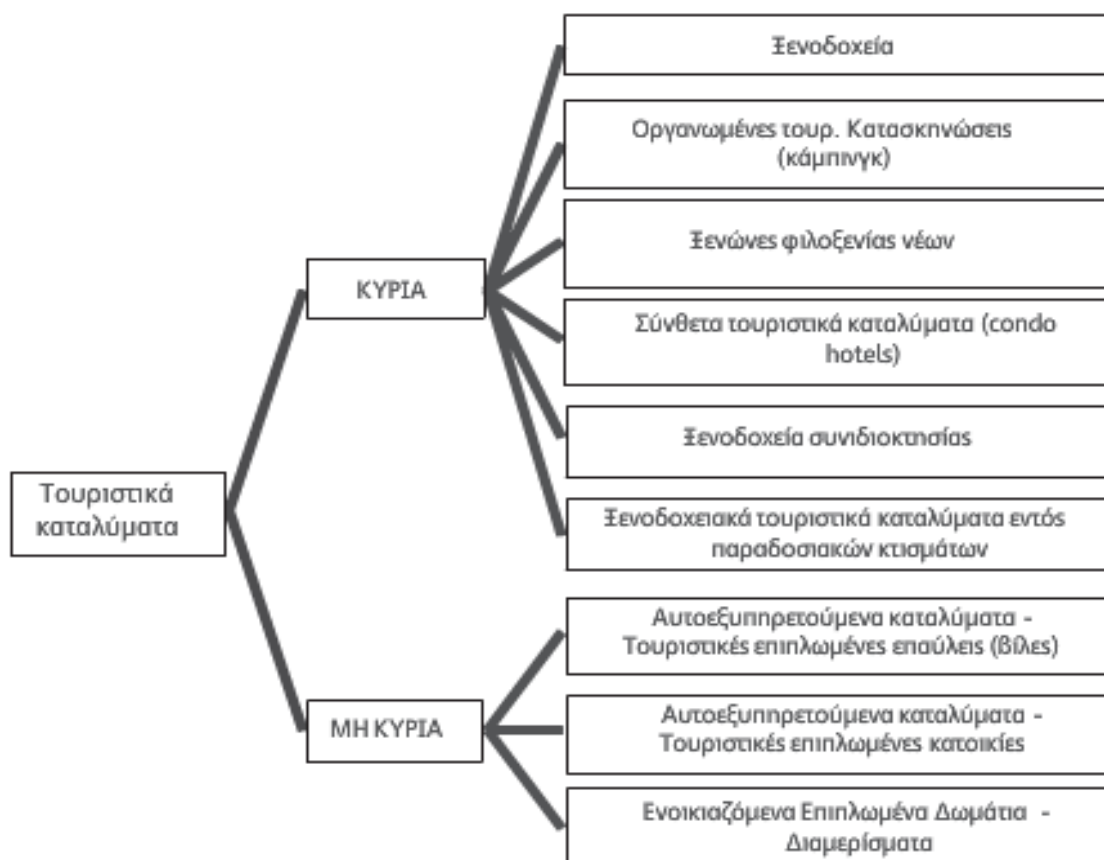 Τουριστικά
καταλύματα
ΚΥΡΙΑ
Ξενοδοχεία
Οργανωμένες τουρ. Κατασκηνώσεις
(κάμπινγκ)
Ξενώνες φιλοξενίας νέων
Σύνθετα τουριστικά καταλύματα (condo
hotels)
Ξενοδοχεία συνιδιοκτησίας
Ξενοδοχειακά τουριστικά καταλύματα εντός
παραδοσιακών κτισμάτων
ΜΗ ΚΥΡΙΑ
Αυτοεξυπηρετούμενα καταλύματα -
Τουριστικές επιπλωμένες επαύλεις (βίλες)
Αυτοεξυπηρετούμενα καταλύματα -
Τουριστικές επιπλωμένες κατοικίες
Ενοικιαζόμενα Επιπλωμένα Δωμάτια -
Διαμερίσματα